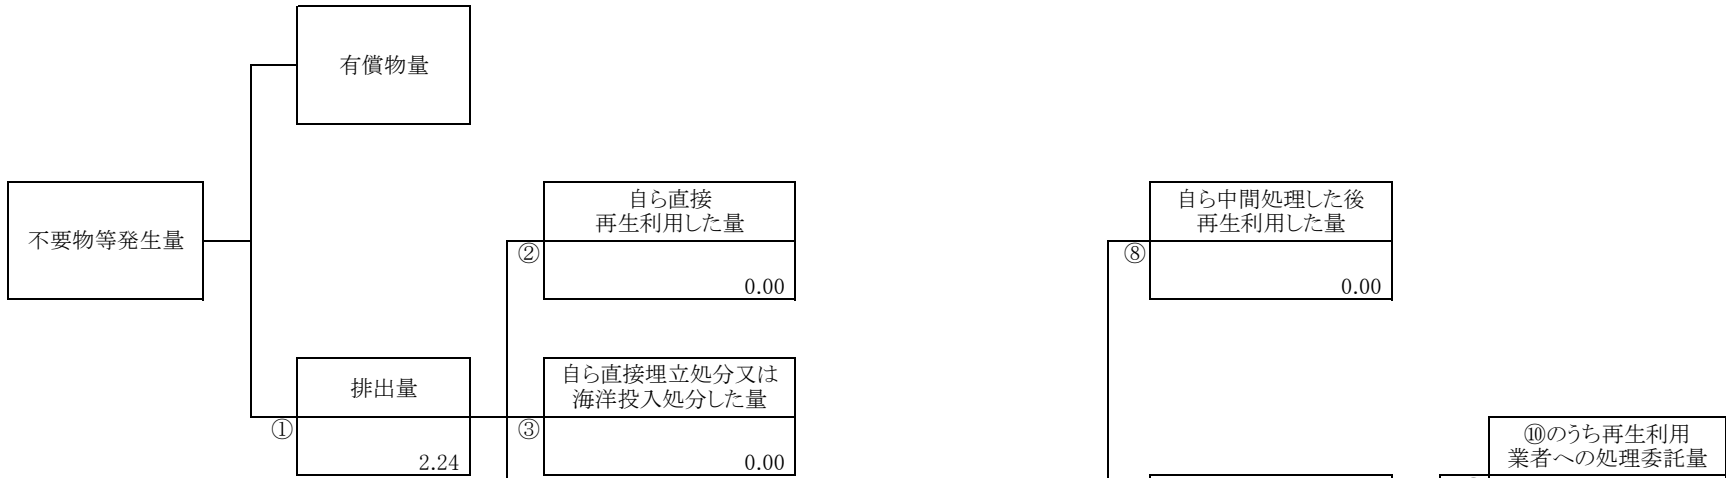 有償物量
不要物等発生量
自ら直接
再生利用した量
②
0.00
自ら中間処理した後
再生利用した量
⑧
0.00
排出量
①
2.24
自ら直接埋立処分又は
海洋投入処分した量
③
0.00
⑩のうち再生利用
業者への処理委託量